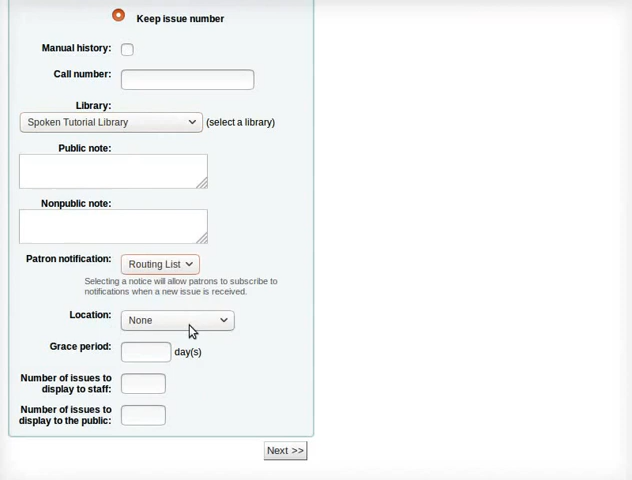 Keep issue number
Manual history:
Call number:
Library:
Spoken Tutorial Library
(select a library)
Public note:
Nonpublic note:
Patron notification:
Routing List
Selecting a notice will allow patrons to subscribe to
notifications when a new issue is received.
Location:
None
Grace period:
day(s)
Number of issues to
display to staff:
Number of issues to
display to the public:
Next >>